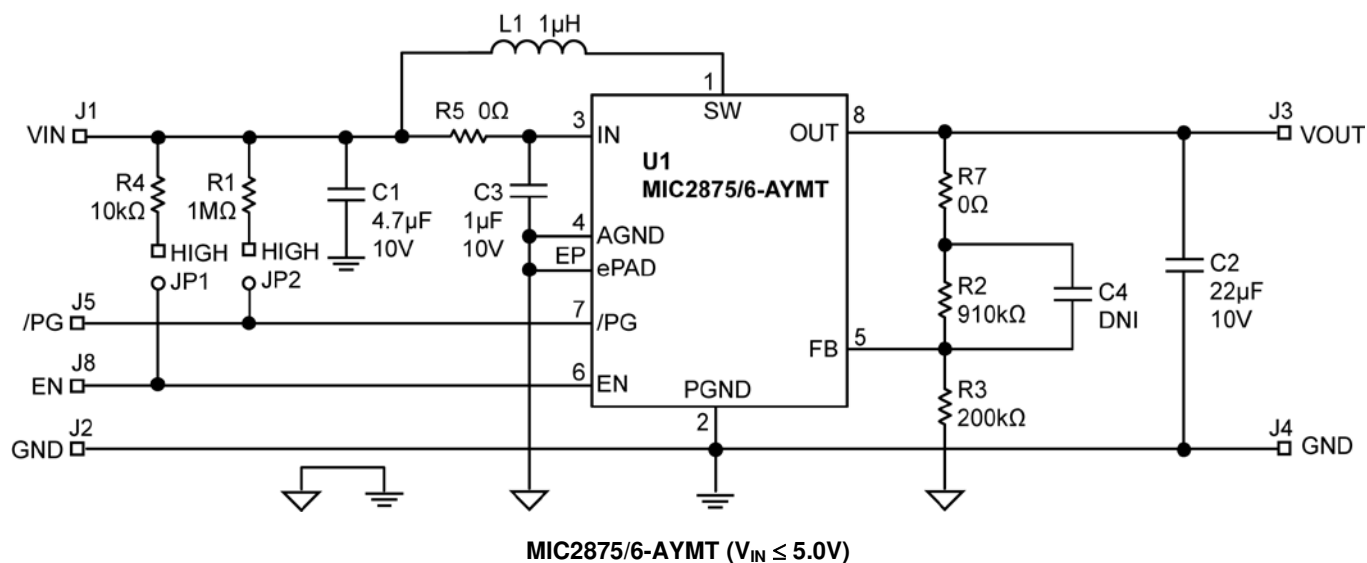 L1 1µH
1
J1
VIN
R5 0Ω
3
IN
SW
OUT
8
J3
VOUT
U1
MIC2875/6-AYMT
R4
10kΩ
R1
1MΩ
C1
4.7µF
10V
C3
1µF
10V
R7
0Ω
4
AGND
HIGH
HIGH
EP
ePAD
JP1
JP2
R2
910kΩ
C4
DNI
C2
22µF
10V
J5
/PG
7
/PG
FB
5
J8
EN
6
EN
PGND
2
R3
200kΩ
J2
GND
J4
GND
MIC2875/6-AYMT (VIN ≤ 5.0V)